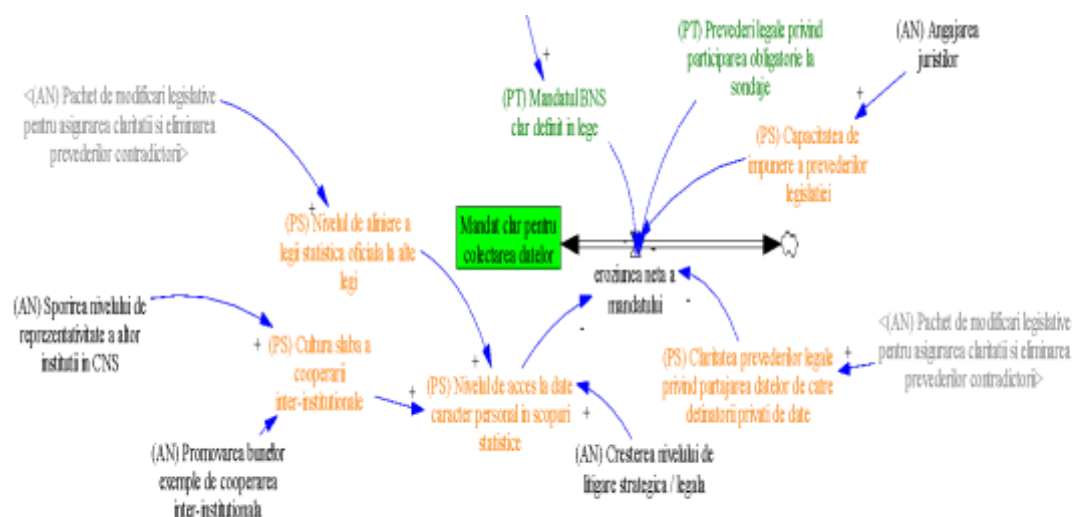 (PT) Prevederi legale privind
participarea obligatorie la
sondaje
(AN) Angajarea
juristilor
+
+
<(AN) Pachet de modificari legislative
pentru asigurarea claritatii si eliminarea
prevederilor contradictorii>
(PT) Mandatul BNS
clar definit in lege
(PS) Capacitatea de
impunere a prevederilor
legislatiei
+
(PS) Nivelul de aliniere a
legii statistica oficiala la alte
legi
Mandat clar pentru
colectarea datelor
-
eroziunea neta a
mandatului
-
-
(AN) Sporirea nivelului de
reprezentativitate a altor
institutii in CNS
+
(PS) Cultura slaba a
cooperarii
inter-institutionale
+
+
(PS) Nivelul de acces la date
caracter personal in scopuri
statistice
+
(PS) Claritatea prevederilor legale
privind partajarea datelor de catre
detinatorii privati de date
+
<(AN) Pachet de modificari legislative
pentru asigurarea claritatii si eliminarea
prevederilor contradictorii>
(AN) Promovarea bunelor
exemple de cooperarea
inter-institutionala
+
(AN) Cresterea nivelului de
litigare strategica / legala